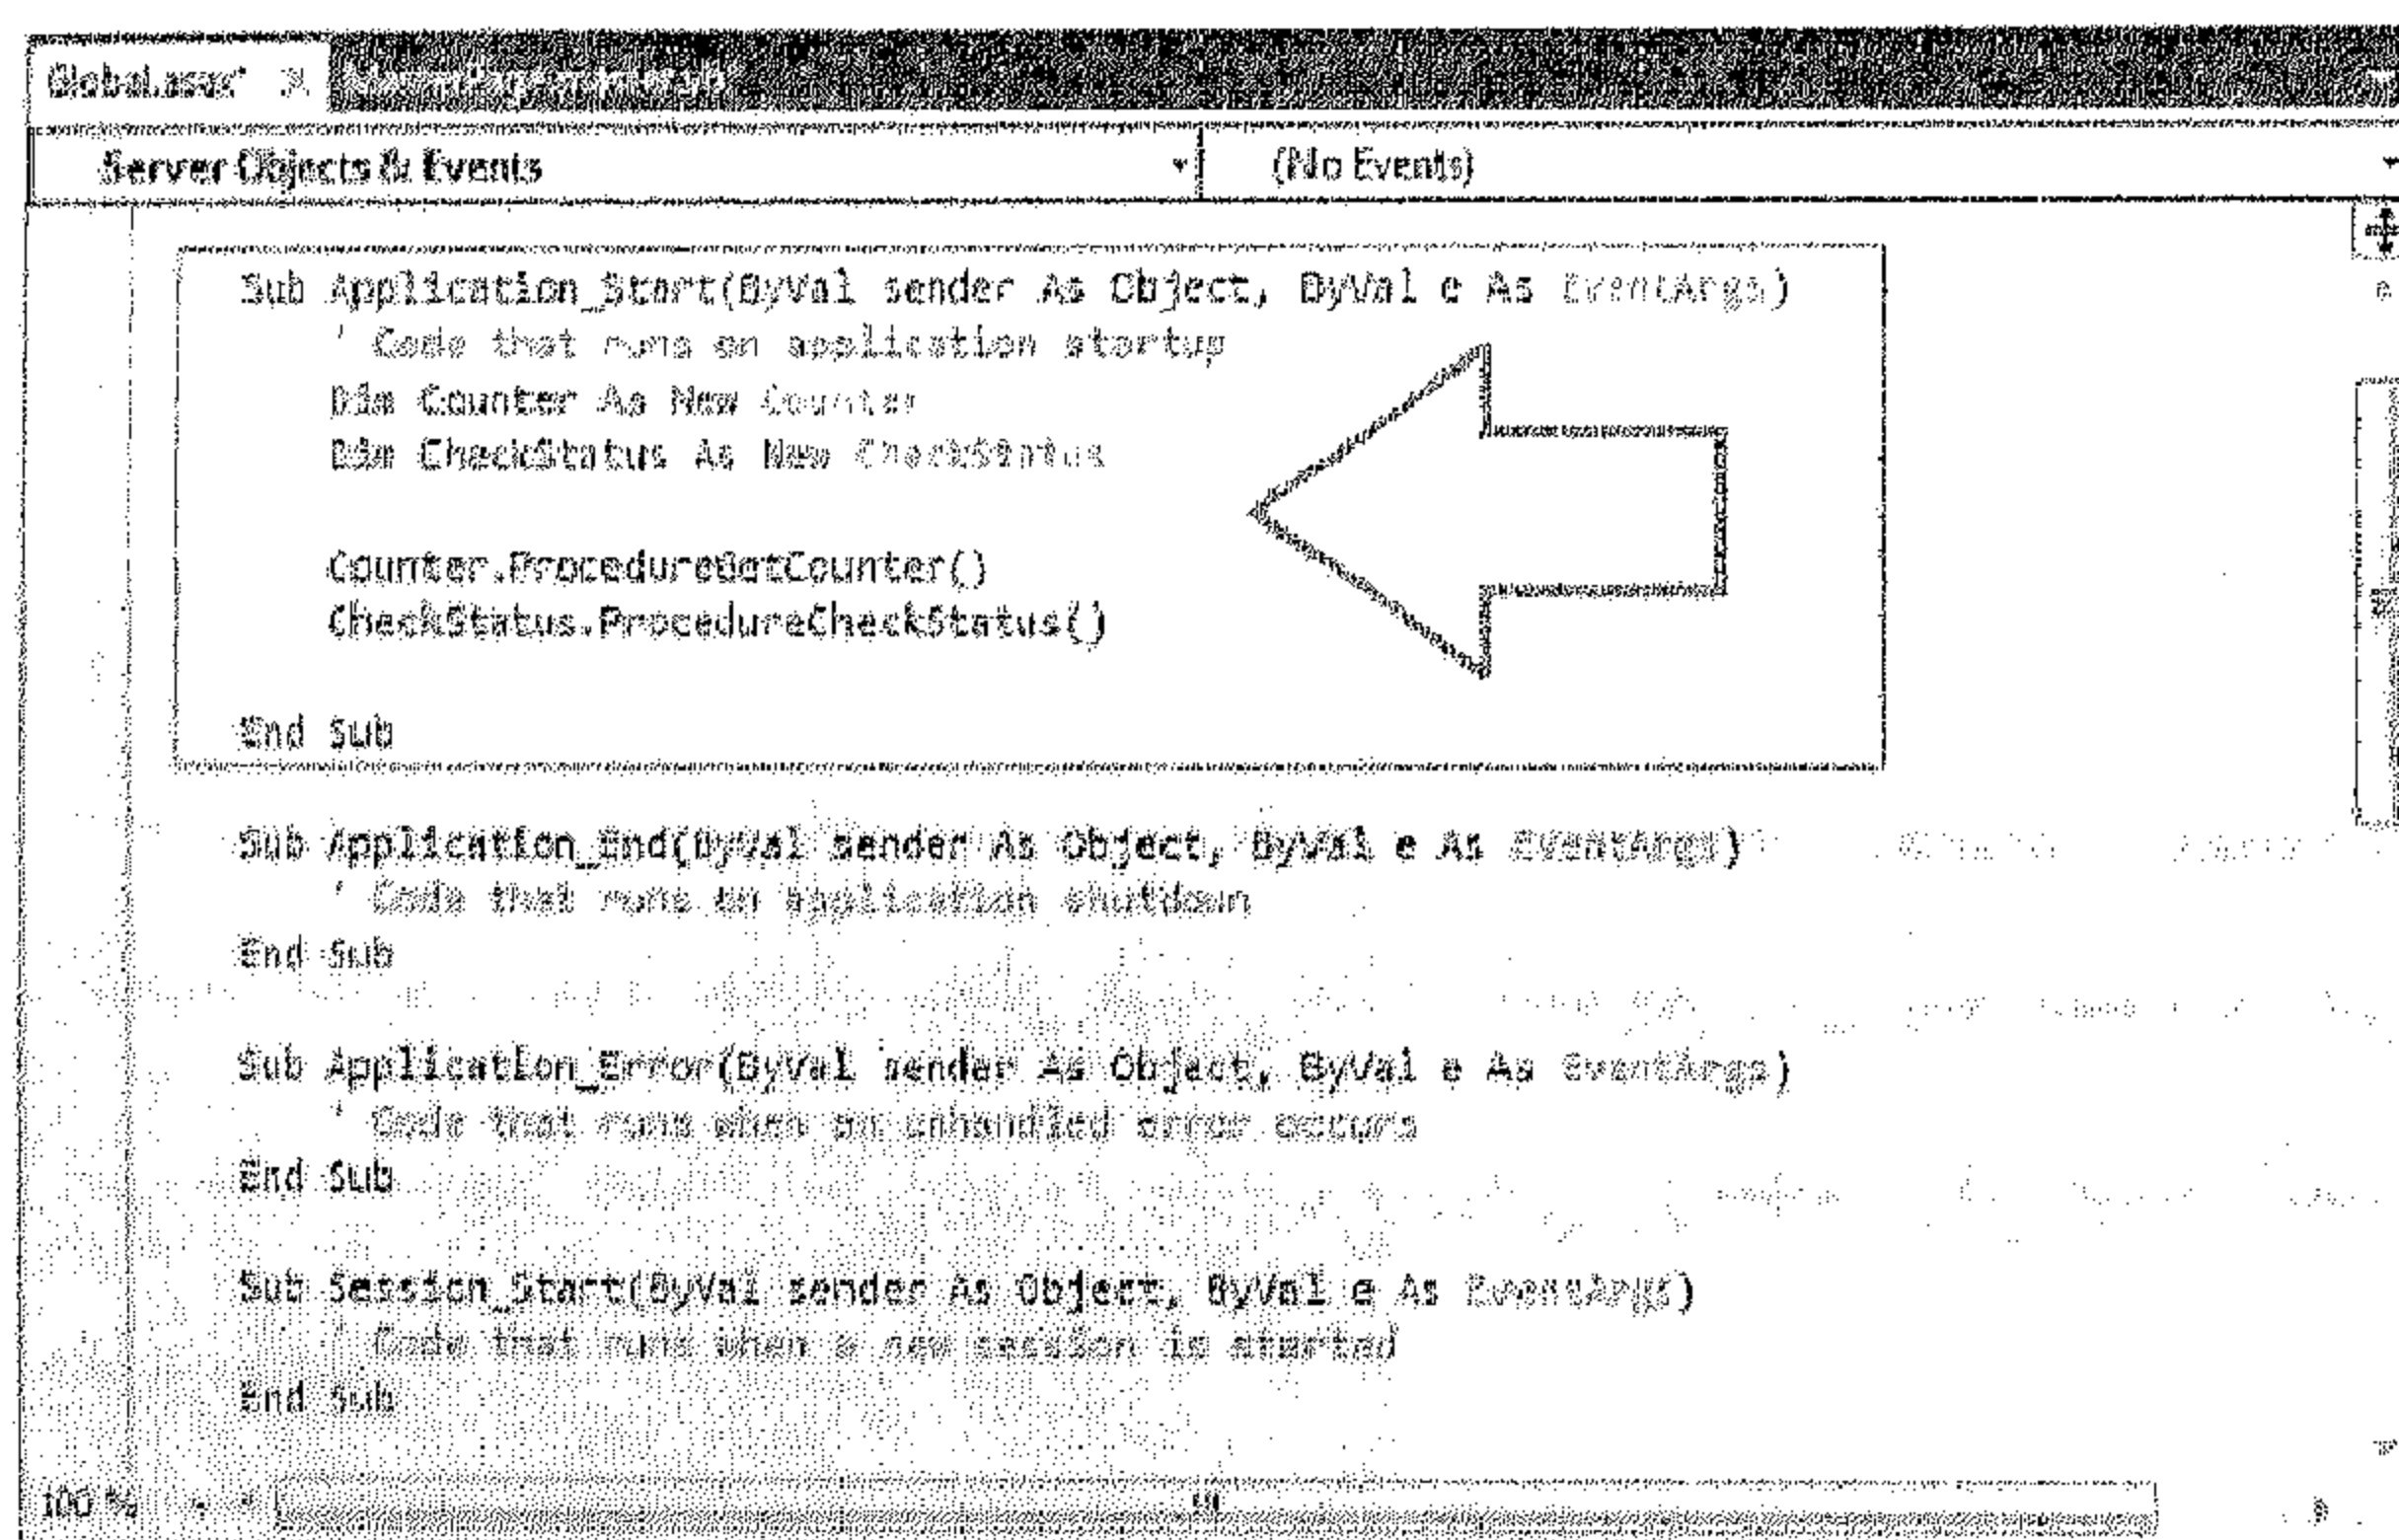 Global.asax*
Server Objects & Events (No Events)
Sub Application_Start(ByVal sender As Object, ByVal e As EventArgs)
' Code that runs on application startup
Dim Counter As New Counter
Dim CheckStatus As New CheckStatus
Counter.ProcedureGetCounter()
CheckStatus.ProcedureCheckStatus()
End Sub
Sub Application_End(ByVal sender As Object, ByVal e As EventArgs)
' Code that runs on application shutdown
End Sub
Sub Application_Error(ByVal sender As Object, ByVal e As EventArgs)
' Code that runs when an unhandled error occurs
End Sub
Sub Session_Start(ByVal sender As Object, ByVal e As EventArgs)
' Code that runs when a new session is started
End Sub
100 %